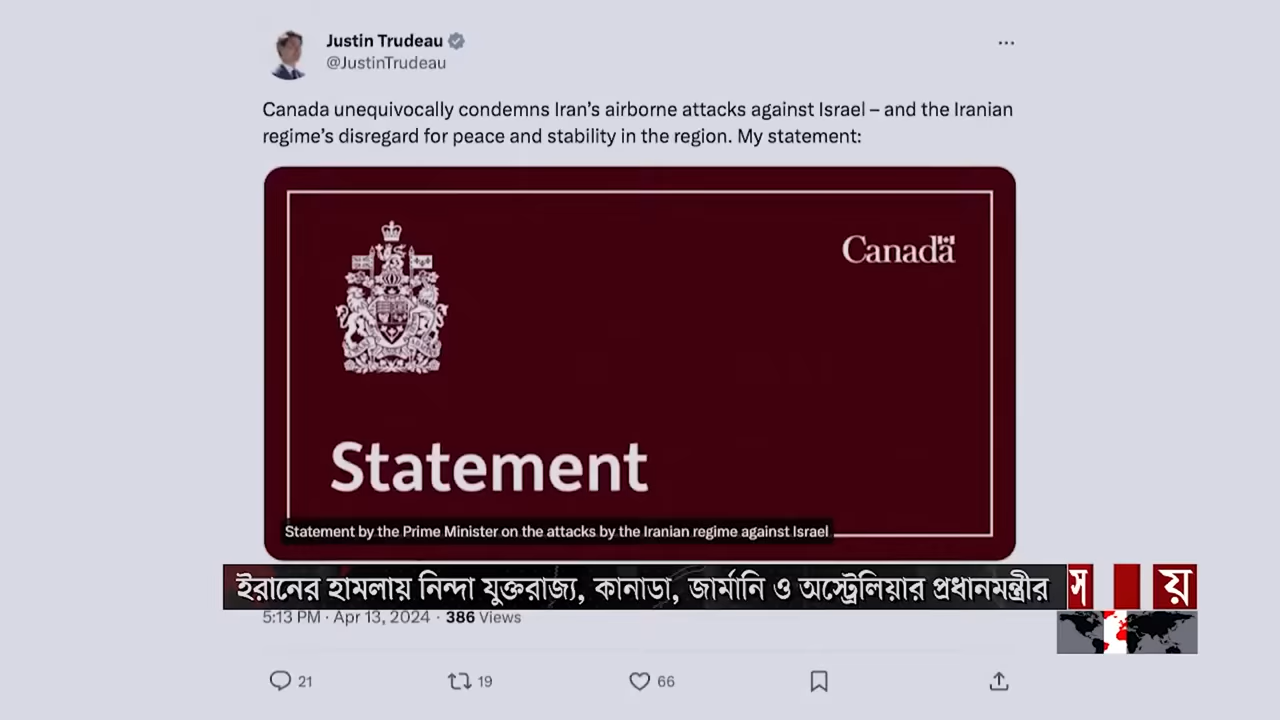 Justin Trudeau
@JustinTrudeau
Canada unequivocally condemns Iran's airborne attacks against Israel – and the Iranian
regime's disregard for peace and stability in the region. My statement:
Canada
Statement
Statement by the Prime Minister on the attacks by the Iranian regime against Israel
ইরানের হামলায় নিন্দা যুক্তরাজ্য, কানাডা, জার্মানি ও অস্ট্রেলিয়ার প্রধানমন্ত্রীর
স য়
5:13 PM · Apr 13, 2024 · 386 Views
21 19 66